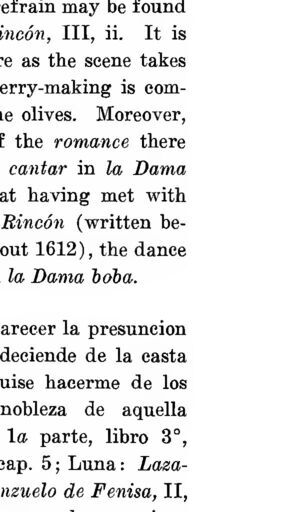 efrain may be found
incón, III, ii. It is
re as the scene takes
erry-making is com-
he olives. Moreover,
f the romance there
cantar in la Dama
at having met with
Rincón (written be-
out 1612), the dance
la Dama boba.
arecer la presuncion
deciende de la casta
uise hacerme de los
nobleza de aquella
1a parte, libro 3°,
cap. 5; Luna: Laza-
nzuelo de Fenisa, II,